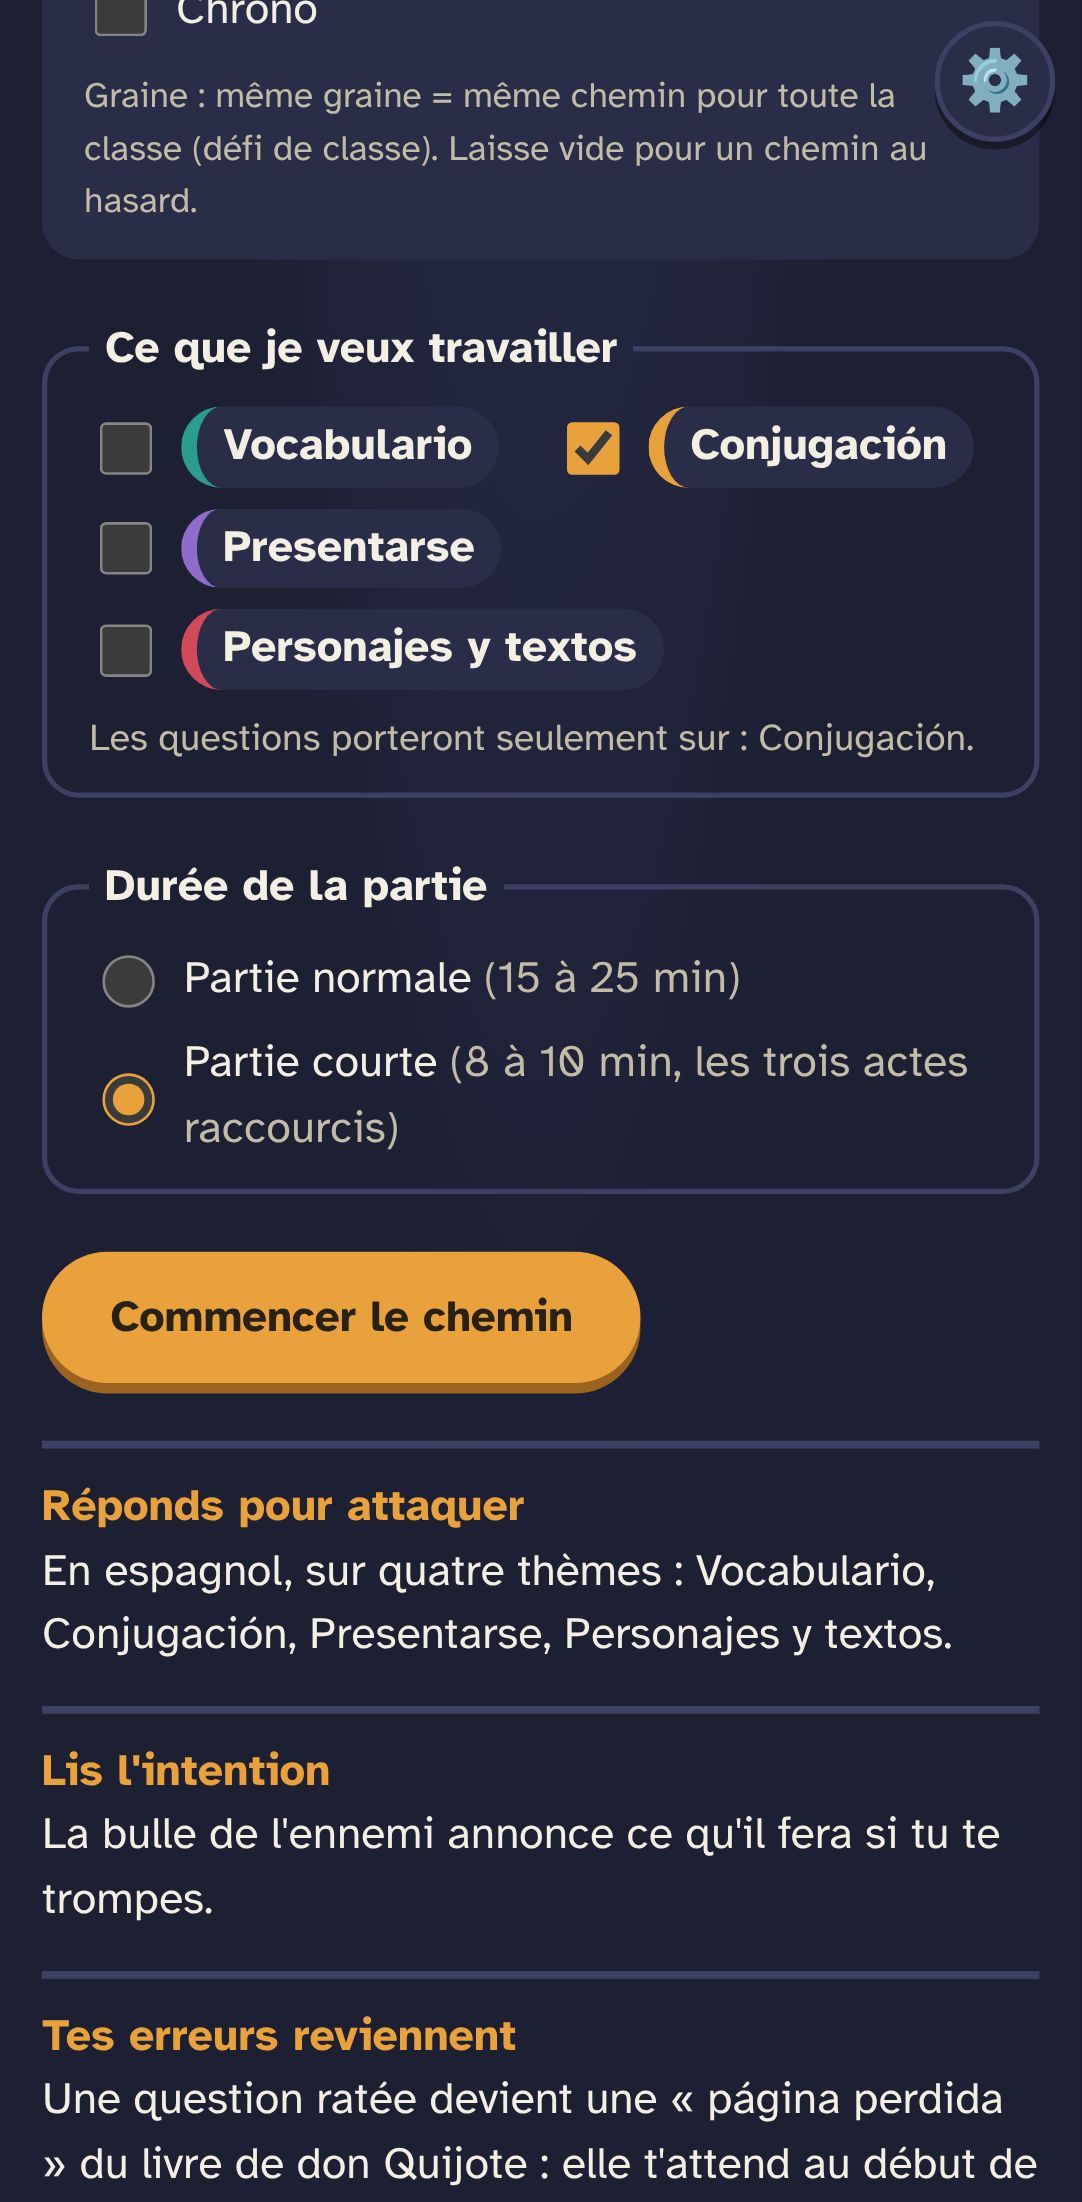 Chrono
Graine : même graine = même chemin pour toute la
classe (défi de classe). Laisse vide pour un chemin au
hasard.
Ce que je veux travailler
Vocabulario
Conjugación
Presentarse
Personajes y textos
Les questions porteront seulement sur : Conjugación.
Durée de la partie
Partie normale (15 à 25 min)
Partie courte (8 à 10 min, les trois actes
raccourcis)
Commencer le chemin
Réponds pour attaquer
En espagnol, sur quatre thèmes : Vocabulario,
Conjugación, Presentarse, Personajes y textos.
Lis l'intention
La bulle de l'ennemi annonce ce qu'il fera si tu te
trompes.
Tes erreurs reviennent
Une question ratée devient une « página perdida
» du livre de don Quijote : elle t'attend au début de